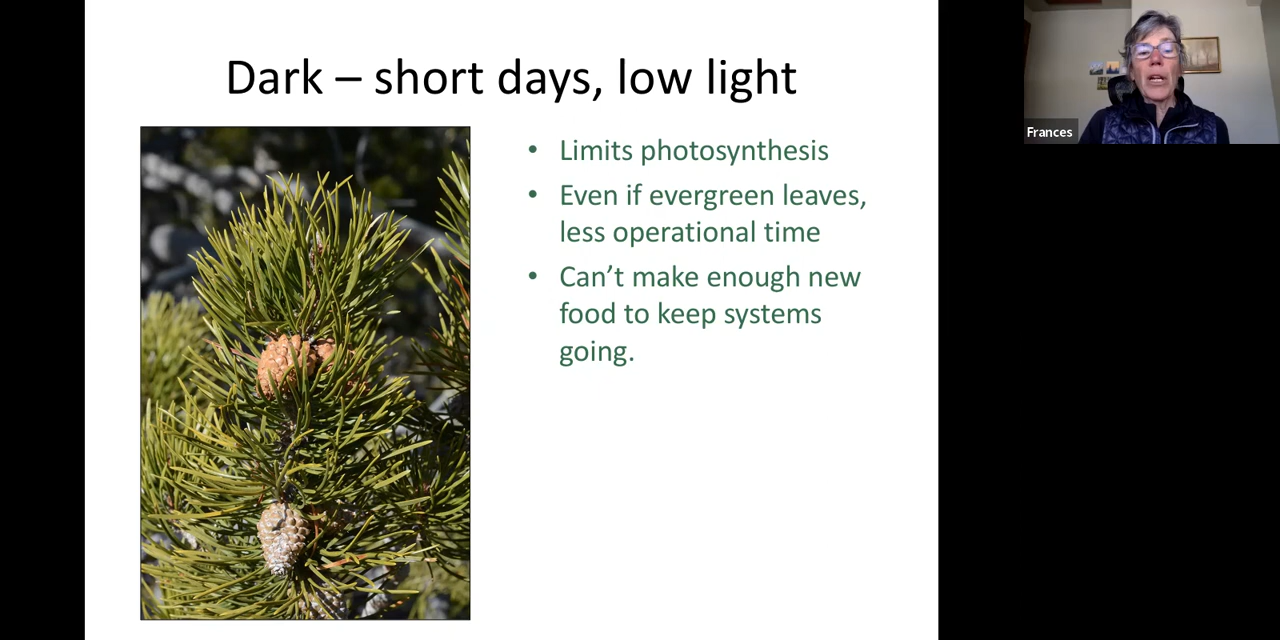 Dark – short days, low light
• Limits photosynthesis
• Even if evergreen leaves,
less operational time
• Can’t make enough new
food to keep systems
going.
Frances